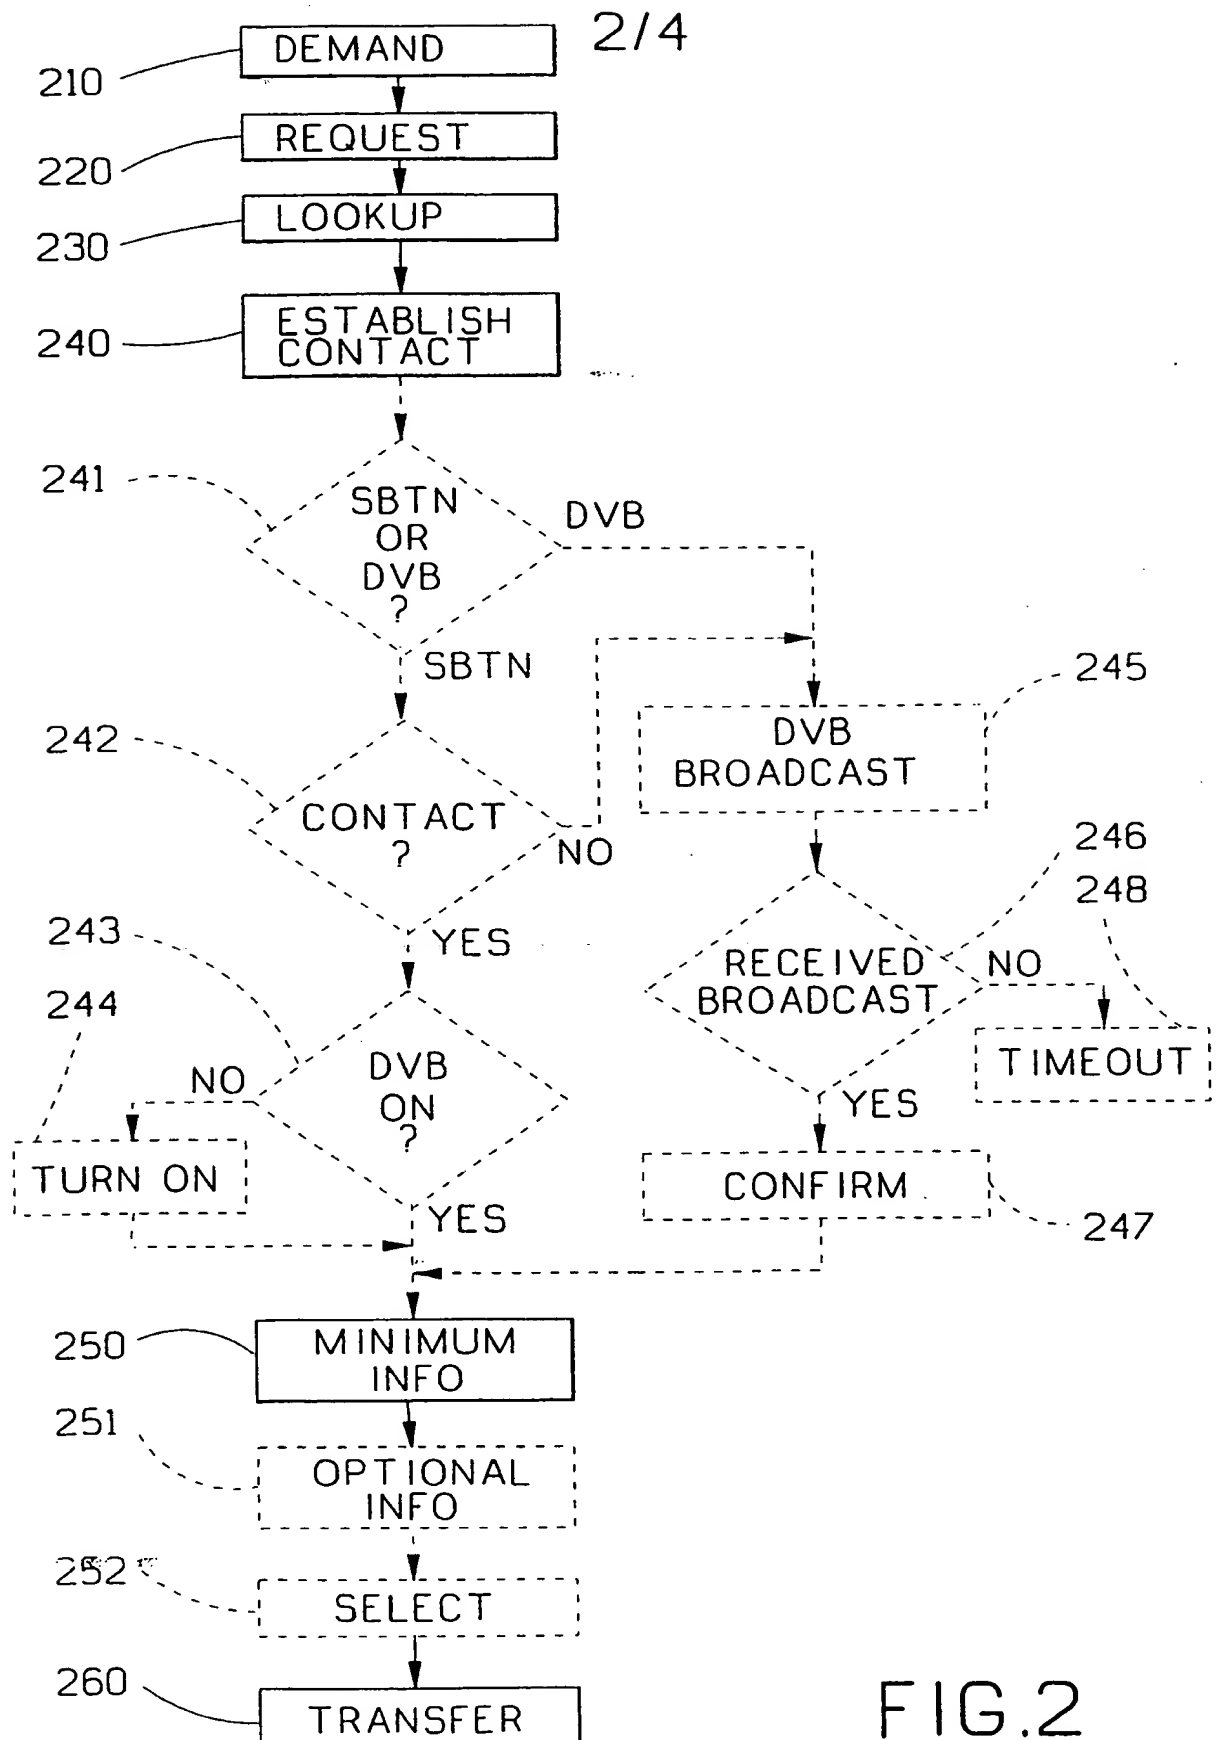 2/4
DEMAND
210
REQUEST
220
LOOKUP
230
ESTABLISH
CONTACT
240
241
SBTN
OR
DVB
?
DVB
SBTN
245
DVB
BROADCAST
242
CONTACT
?
NO
YES
246
248
243
RECEIVED
BROADCAST
NO
244
DVB
ON
?
NO
TIMEOUT
YES
TURN ON
CONFIRM
YES
247
250
MINIMUM
INFO
251
OPTIONAL
INFO
252
SELECT
260
TRANSFER
FIG.2